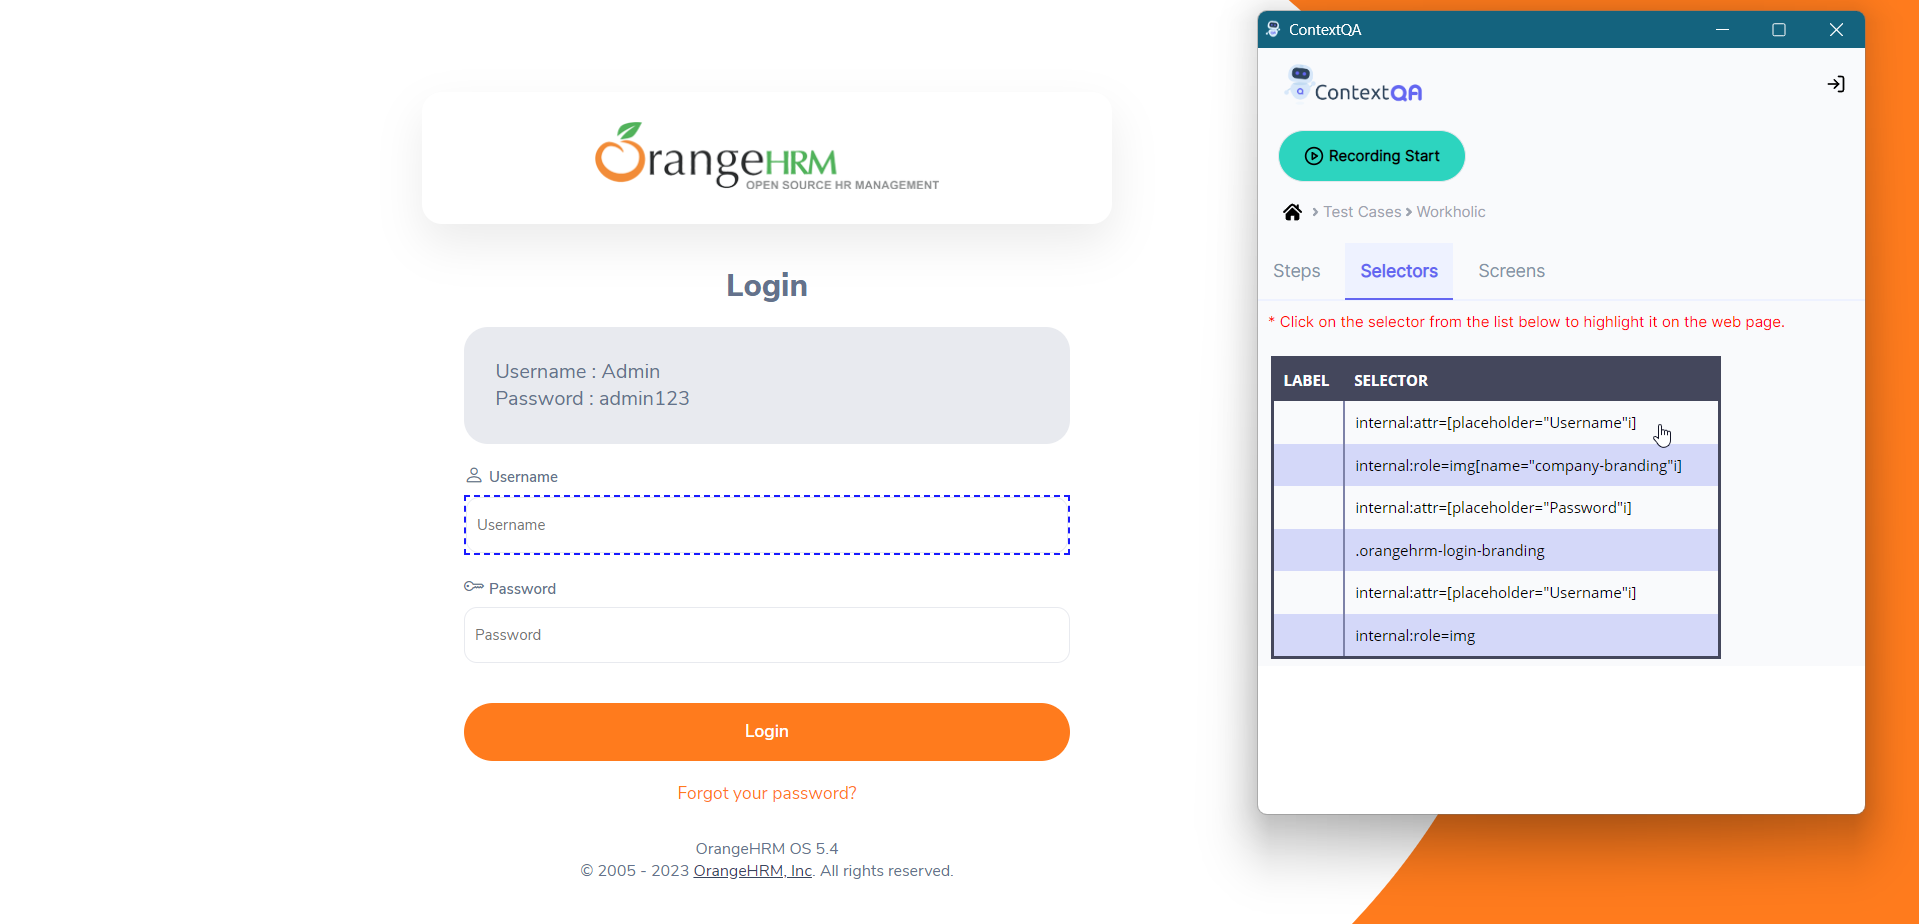 OrangeHRM
OPEN SOURCE HR MANAGEMENT
Login
Username : Admin
Password : admin123
Username
Username
Password
Password
Login
Forgot your password?
OrangeHRM OS 5.4
© 2005 - 2023 OrangeHRM, Inc. All rights reserved.
ContextQA
ContextQA
Recording Start
Test Cases Workholic
Steps Selectors Screens
* Click on the selector from the list below to highlight it on the web page.
LABEL SELECTOR
internal:attr=[placeholder="Username"i]
internal:role=img[name="company-branding"i]
internal:attr=[placeholder="Password"i]
.orangehrm-login-branding
internal:attr=[placeholder="Username"i]
internal:role=img